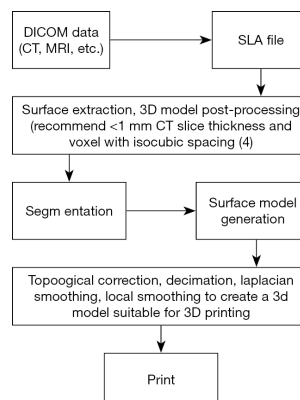 DICOM data
(CT, MRI, etc.)
SLA file
Surface extraction, 3D model post-processing
(recommend <1 mm CT slice thickness and
voxel with isocubic spacing (4)
Segm entation
Surface model
generation
Topoogical correction, decimation, laplacian
smoothing, local smoothing to create a 3d
model suitable for 3D printing
Print